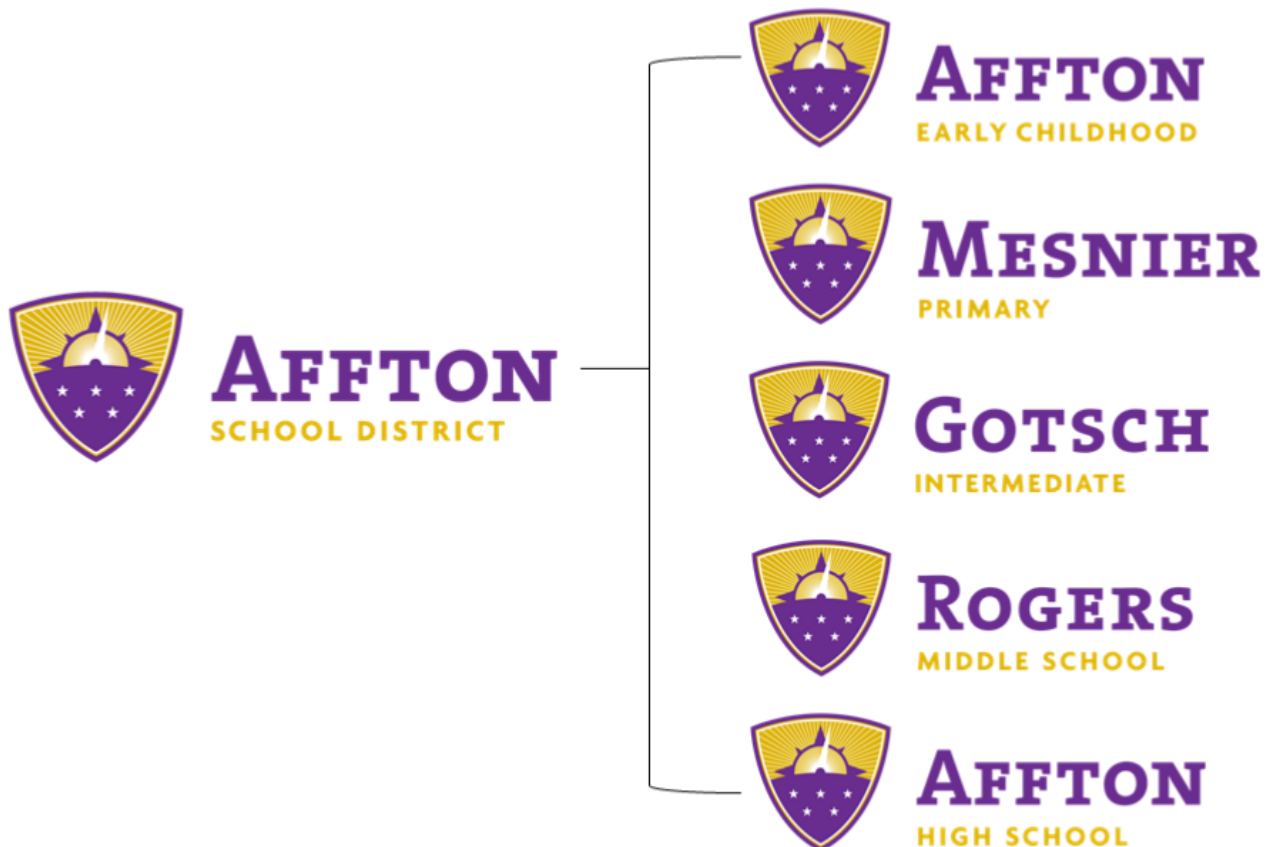 AFFTON
SCHOOL DISTRICT
AFFTON
EARLY CHILDHOOD
MESNIER
PRIMARY
GOTSCH
INTERMEDIATE
ROGERS
MIDDLE SCHOOL
AFFTON
HIGH SCHOOL